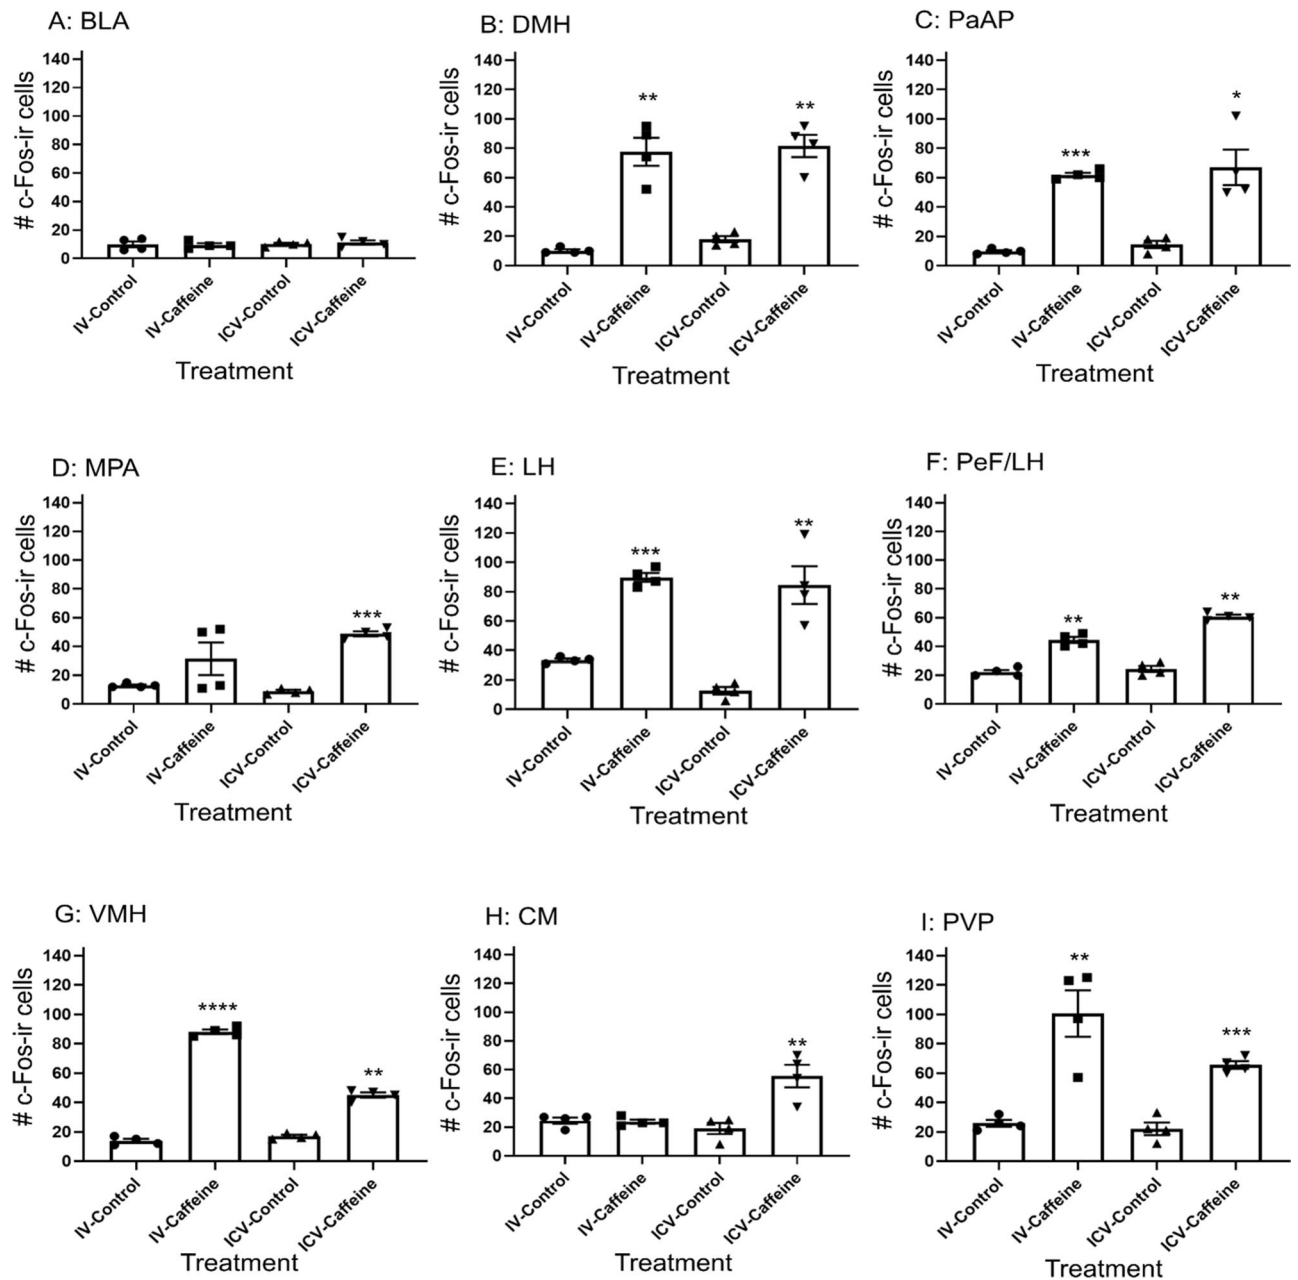 A: BLA
# c-Fos-ir cells
140
120
100
80
60
40
20
0
IV-Control
IV-Caffeine
ICV-Control
ICV-Caffeine
Treatment
B: DMH
# c-Fos-ir cells
140
120
100
80
60
40
20
0
**
**
IV-Control
IV-Caffeine
ICV-Control
ICV-Caffeine
Treatment
C: PaAP
# c-Fos-ir cells
140
120
100
80
60
40
20
0
***
*
IV-Control
IV-Caffeine
ICV-Control
ICV-Caffeine
Treatment
D: MPA
# c-Fos-ir cells
140
120
100
80
60
40
20
0
***
IV-Control
IV-Caffeine
ICV-Control
ICV-Caffeine
Treatment
E: LH
# c-Fos-ir cells
140
120
100
80
60
40
20
0
***
**
IV-Control
IV-Caffeine
ICV-Control
ICV-Caffeine
Treatment
F: PeF/LH
# c-Fos-ir cells
140
120
100
80
60
40
20
0
**
**
IV-Control
IV-Caffeine
ICV-Control
ICV-Caffeine
Treatment
G: VMH
# c-Fos-ir cells
140
120
100
80
60
40
20
0
****
**
IV-Control
IV-Caffeine
ICV-Control
ICV-Caffeine
Treatment
H: CM
# c-Fos-ir cells
140
120
100
80
60
40
20
0
**
IV-Control
IV-Caffeine
ICV-Control
ICV-Caffeine
Treatment
I: PVP
# c-Fos-ir cells
140
120
100
80
60
40
20
0
**
***
IV-Control
IV-Caffeine
ICV-Control
ICV-Caffeine
Treatment